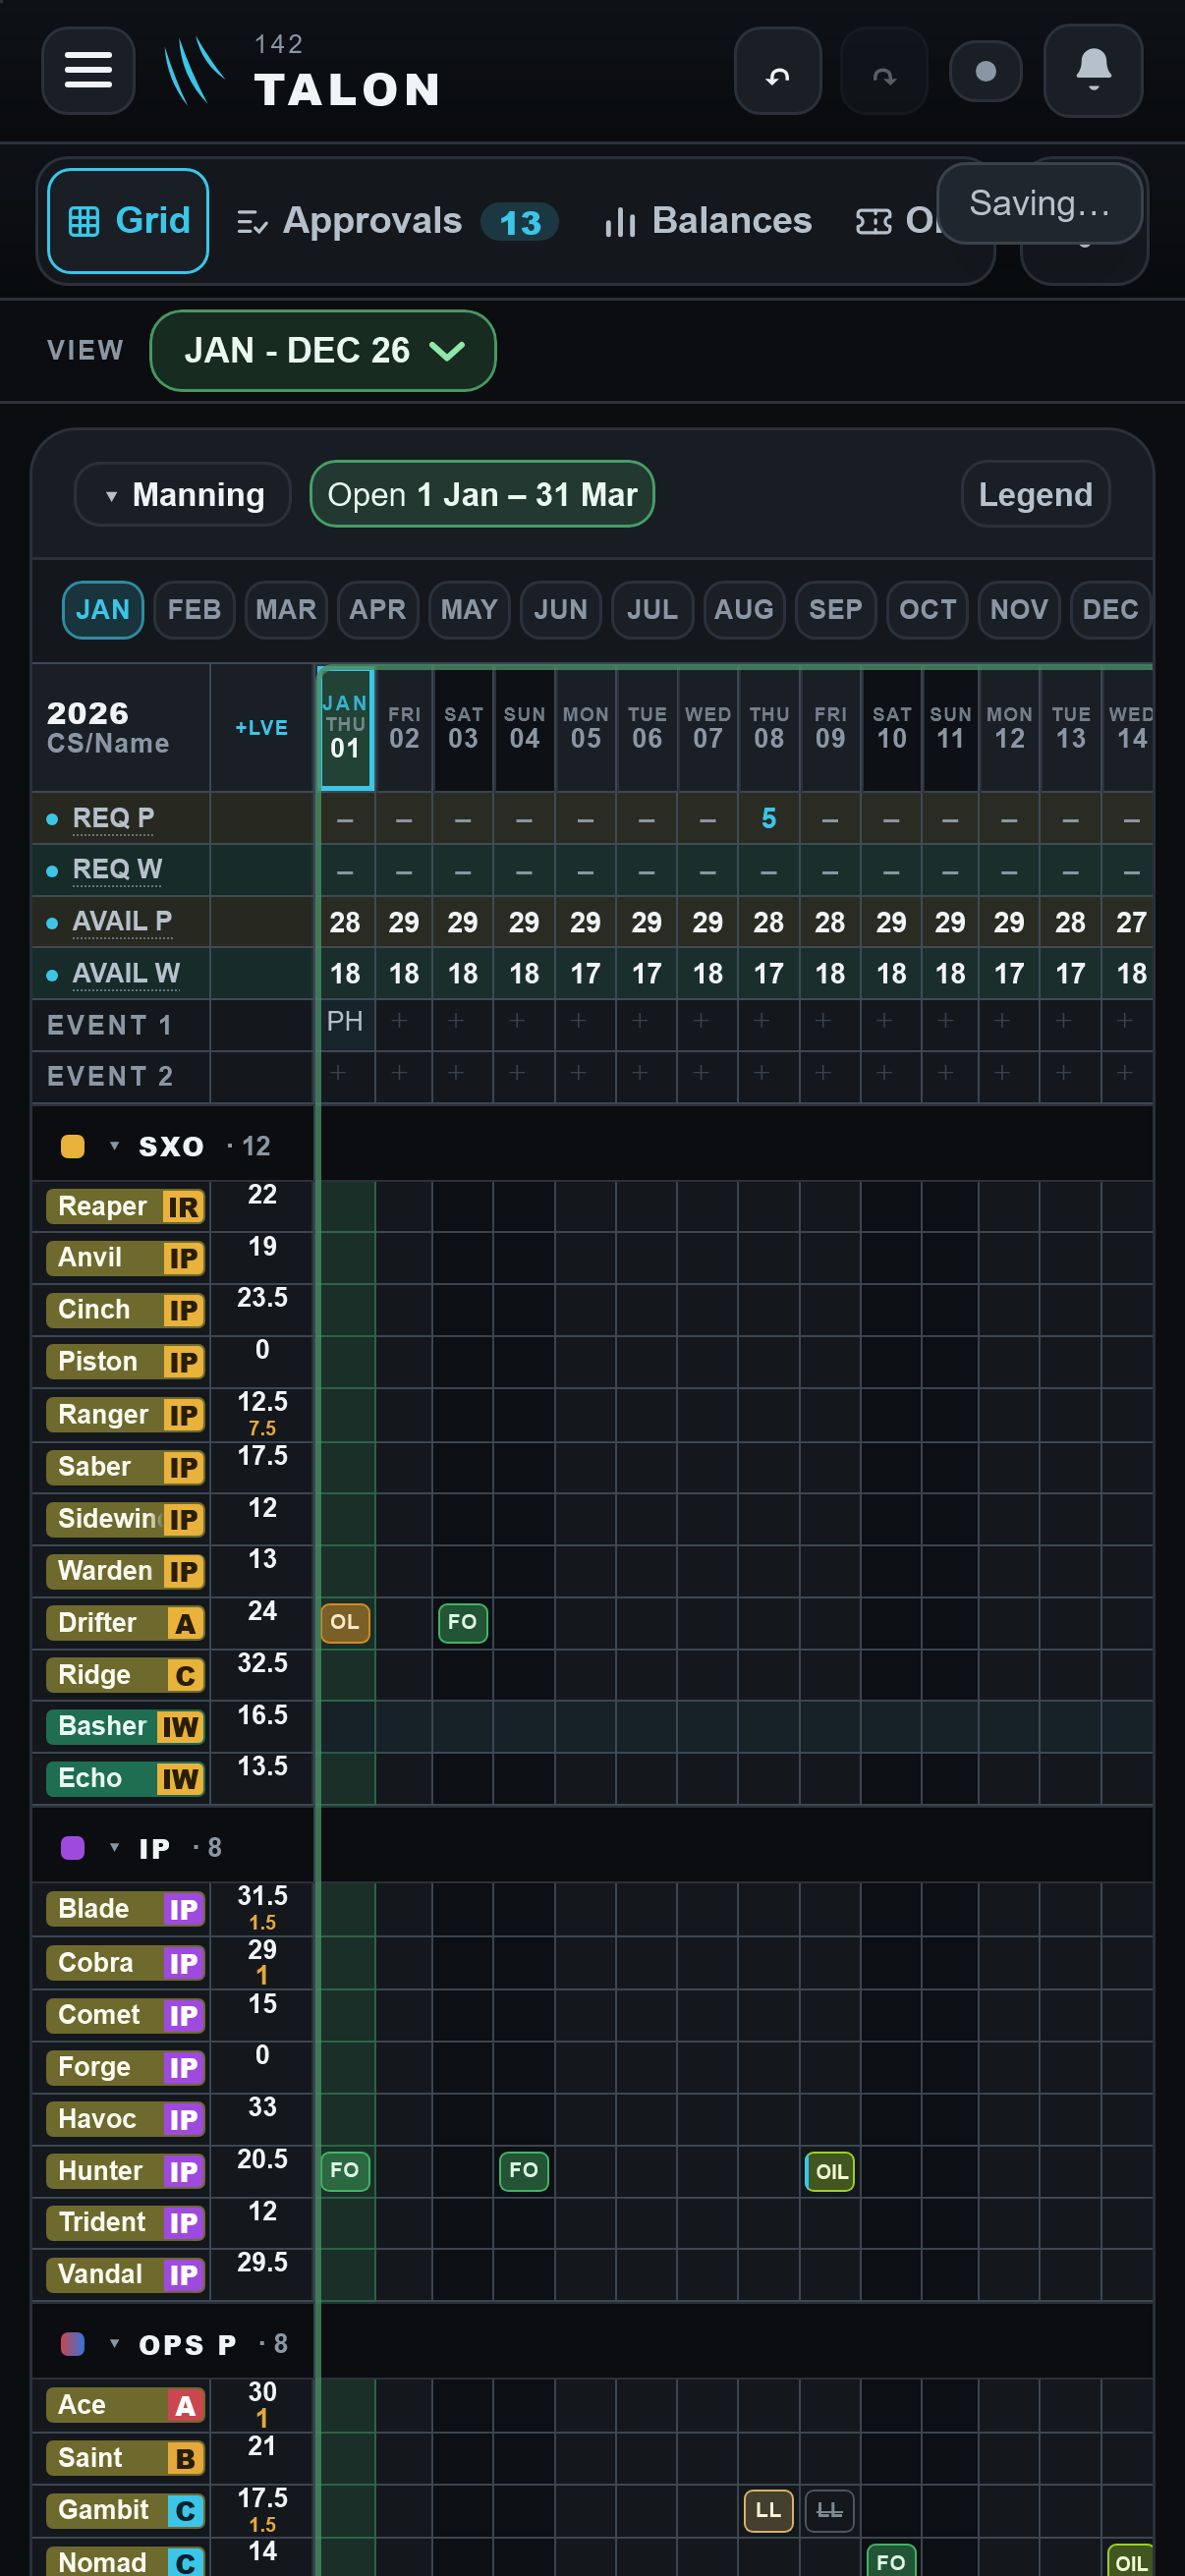 142
TALON
Grid Approvals 13 Balances
Saving…
VIEW JAN - DEC 26
Manning Open 1 Jan – 31 Mar Legend
JAN FEB MAR APR MAY JUN JUL AUG SEP OCT NOV DEC
2026 CS/Name +LVE JAN THU 01 FRI 02 SAT 03 SUN 04 MON 05 TUE 06 WED 07 THU 08 FRI 09 SAT 10 SUN 11 MON 12 TUE 13 WED 14
REQ P – – – – – – – 5 – – – – – –
REQ W – – – – – – – – – – – – – –
AVAIL P 28 29 29 29 29 29 29 28 28 29 29 29 28 27
AVAIL W 18 18 18 18 17 17 18 17 18 18 18 17 17 18
EVENT 1 PH + + + + + + + + + + + + +
EVENT 2 + + + + + + + + + + + + + +
SXO · 12
Reaper IR 22
Anvil IP 19
Cinch IP 23.5
Piston IP 0
Ranger IP 12.5 7.5
Saber IP 17.5
IP 12
Warden IP 13
Drifter A 24 OL FO
Ridge C 32.5
Basher IW 16.5
Echo IW 13.5
IP · 8
Blade IP 31.5 1.5
Cobra IP 29 1
Comet IP 15
Forge IP 0
Havoc IP 33
Hunter IP 20.5 FO FO OIL
Trident IP 12
Vandal IP 29.5
OPS P · 8
Ace A 30 1
Saint B 21
Gambit C 17.5 1.5 LL LL
Nomad C 14 FO OIL